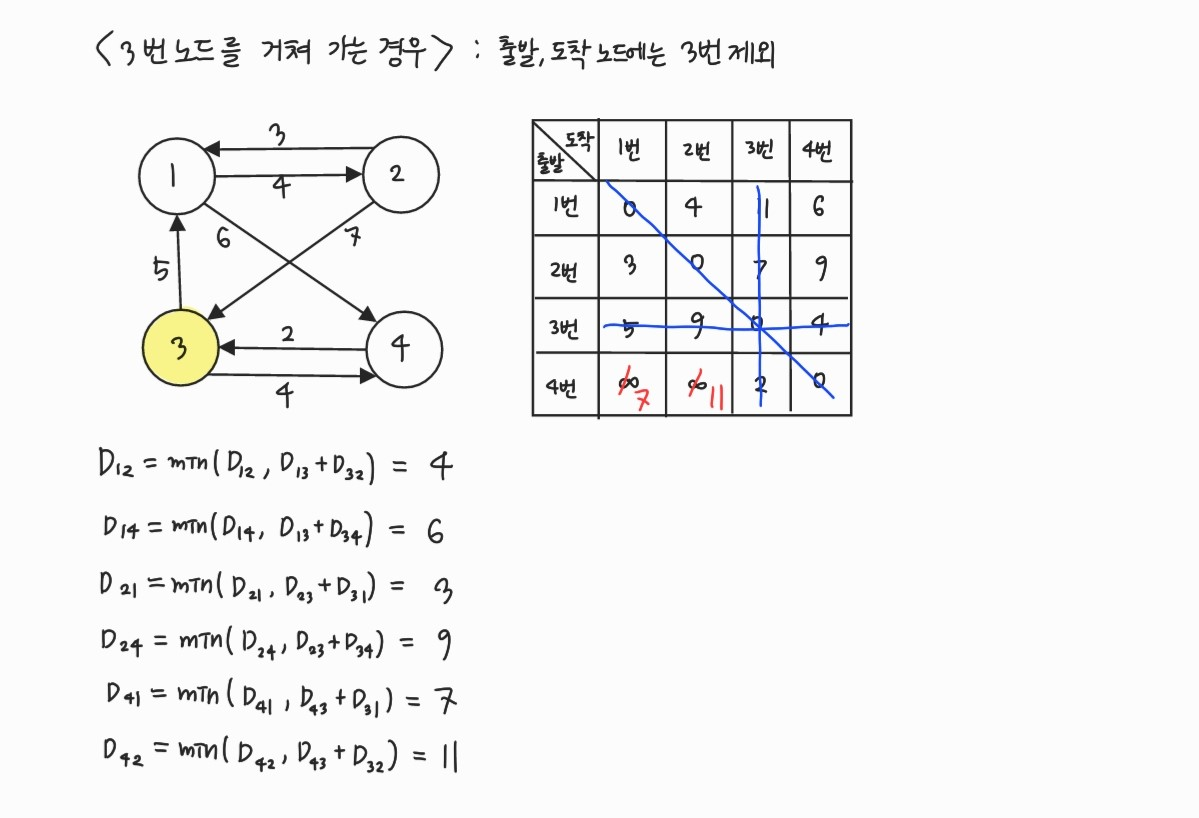 <3번 노드를 거쳐 가는 경우> : 출발, 도착 노드에는 3번 제외
3
1
4
2
6
7
5
3
2
4
4
도착
출발
1번 2번 3번 4번
1번 0 4 11 6
2번 3 0 7 9
3번 5 9 0 4
4번 ∞ 7 ∞ 11 2 0
D12 = min(D12, D13+D32) = 4
D14 = min(D14, D13+D34) = 6
D21 = min(D21, D23+D31) = 3
D24 = min(D24, D23+D34) = 9
D41 = min(D41, D43+D31) = 7
D42 = min(D42, D43+D32) = 11